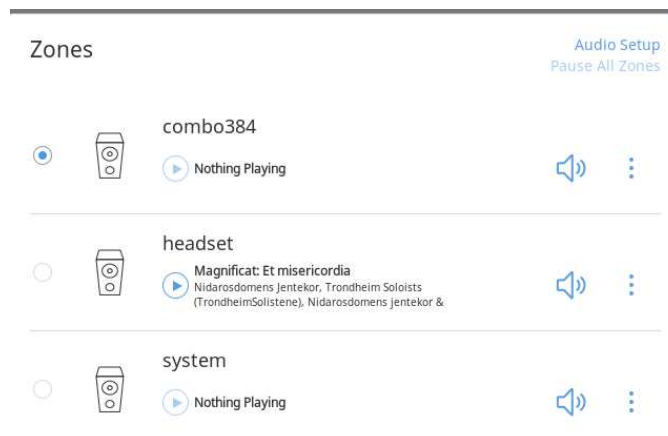 Zones
Audio Setup
Pause All Zones
combo384
Nothing Playing
headset
Magnificat: Et misericordia
Nidarosdomens Jentekor, Trondheim Soloists
(TrondheimSolistene), Nidarosdomens jentekor &
system
Nothing Playing